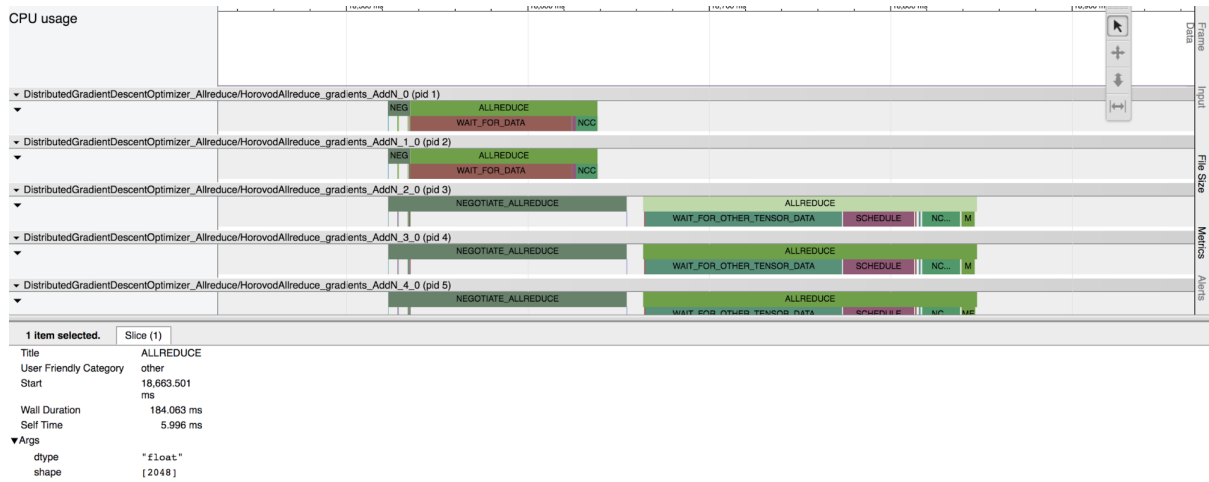 CPU usage
Frame Data
Input
File Size
Metrics
Alerts
DistributedGradientDescentOptimizer_Allreduce/HorovodAllreduce_gradients_AddN_0 (pid 1)
NEG ALLREDUCE
WAIT_FOR_DATA NCC
DistributedGradientDescentOptimizer_Allreduce/HorovodAllreduce_gradients_AddN_1_0 (pid 2)
NEG ALLREDUCE
WAIT_FOR_DATA NCC
DistributedGradientDescentOptimizer_Allreduce/HorovodAllreduce_gradients_AddN_2_0 (pid 3)
NEGOTIATE_ALLREDUCE ALLREDUCE
WAIT_FOR_OTHER_TENSOR_DATA SCHEDULE NC... M
DistributedGradientDescentOptimizer_Allreduce/HorovodAllreduce_gradients_AddN_3_0 (pid 4)
NEGOTIATE_ALLREDUCE ALLREDUCE
WAIT_FOR_OTHER_TENSOR_DATA SCHEDULE NC... M
DistributedGradientDescentOptimizer_Allreduce/HorovodAllreduce_gradients_AddN_4_0 (pid 5)
NEGOTIATE_ALLREDUCE ALLREDUCE
WAIT_FOR_OTHER_TENSOR_DATA SCHEDULE NC ME
1 item selected. Slice (1)
Title ALLREDUCE
User Friendly Category other
Start 18,663.501
ms
Wall Duration 184.063 ms
Self Time 5.996 ms
Args
dtype "float"
shape [2048]